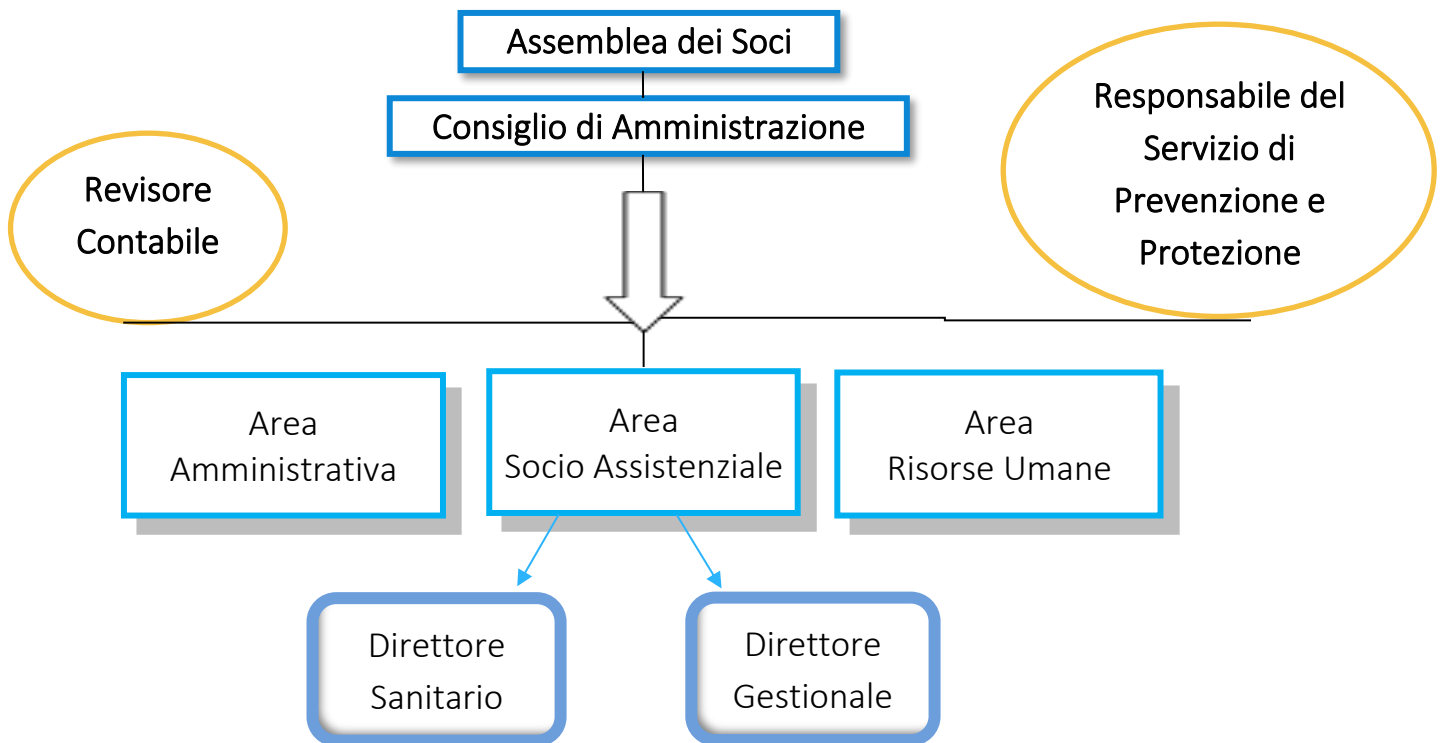 Assemblea dei Soci
Consiglio di Amministrazione
Revisore
Contabile
Responsabile del
Servizio di
Prevenzione e
Protezione
Area
Amministrativa
Area
Socio Assistenziale
Area
Risorse Umane
Direttore
Sanitario
Direttore
Gestionale